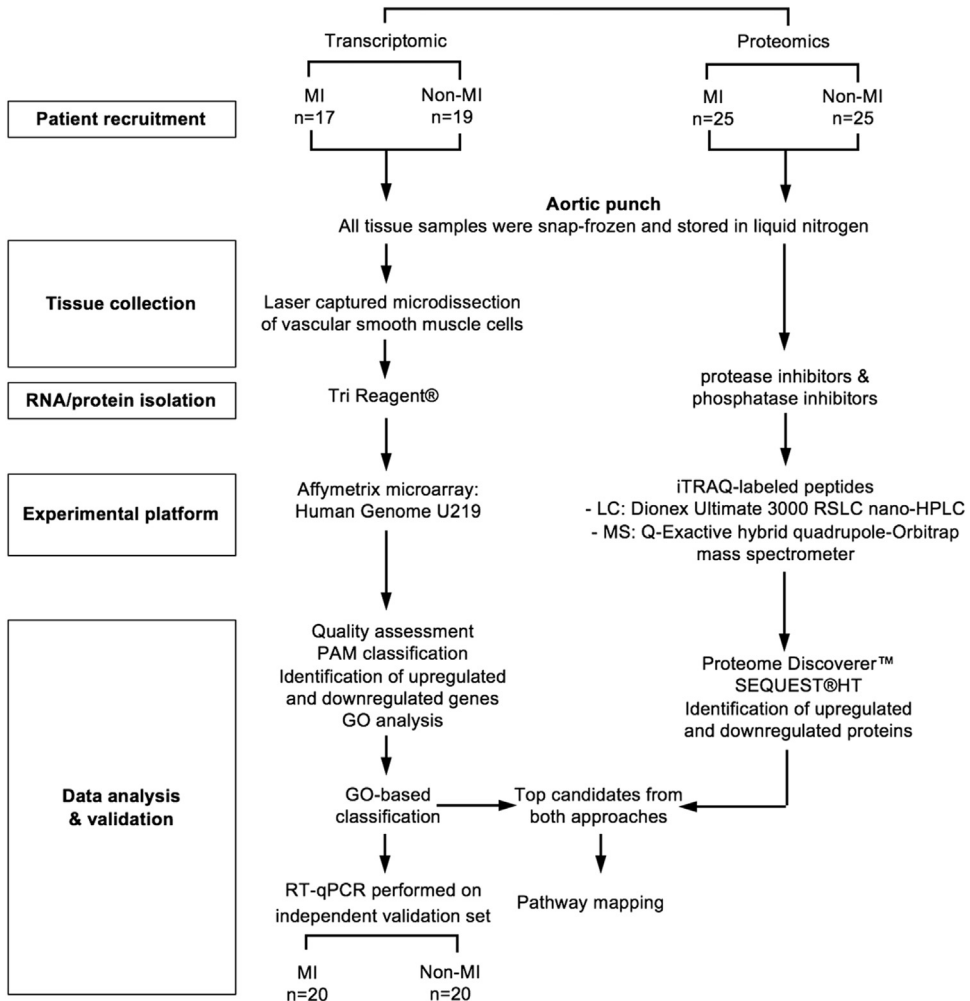 Transcriptomic
Proteomics
MI
n=17
Non-MI
n=19
MI
n=25
Non-MI
n=25
Patient recruitment
Aortic punch
All tissue samples were snap-frozen and stored in liquid nitrogen
Tissue collection
Laser captured microdissection
of vascular smooth muscle cells
RNA/protein isolation
Tri Reagent®
protease inhibitors &
phosphatase inhibitors
Experimental platform
Affymetrix microarray:
Human Genome U219
iTRAQ-labeled peptides
- LC: Dionex Ultimate 3000 RSLC nano-HPLC
- MS: Q-Exactive hybrid quadrupole-Orbitrap
mass spectrometer
Data analysis
& validation
Quality assessment
PAM classification
Identification of upregulated
and downregulated genes
GO analysis
Proteome Discoverer™
SEQUEST®HT
Identification of upregulated
and downregulated proteins
GO-based
classification
Top candidates from
both approaches
RT-qPCR performed on
independent validation set
Pathway mapping
MI
n=20
Non-MI
n=20